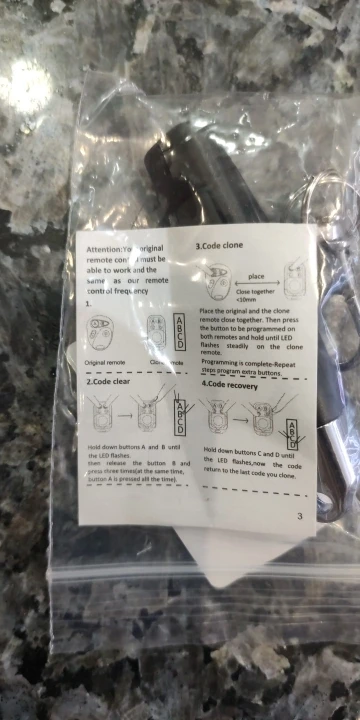 Attention:Your original
remote control must be
able to work and the
same as our remote
control frequency
1.
A
B
C
D
Original remote
Clone remote
2.Code clear
A
B
C
D
Hold down buttons A and B until
the LED flashes.
then release the button B and
press three times(at the same time,
button A is pressed alll the time).
3.Code clone
place
Close together
<10mm
Place the original and the clone
remote close together. Then press
the button to be programmed on
both remotes and hold until LED
flashes steadily on the clone
remote.
Programming is complete-Repeat
steps program extra buttons.
4.Code recovery
A
B
C
D
Hold down buttons C and D until
the LED flashes,now the code
return to the last code you clone.
3